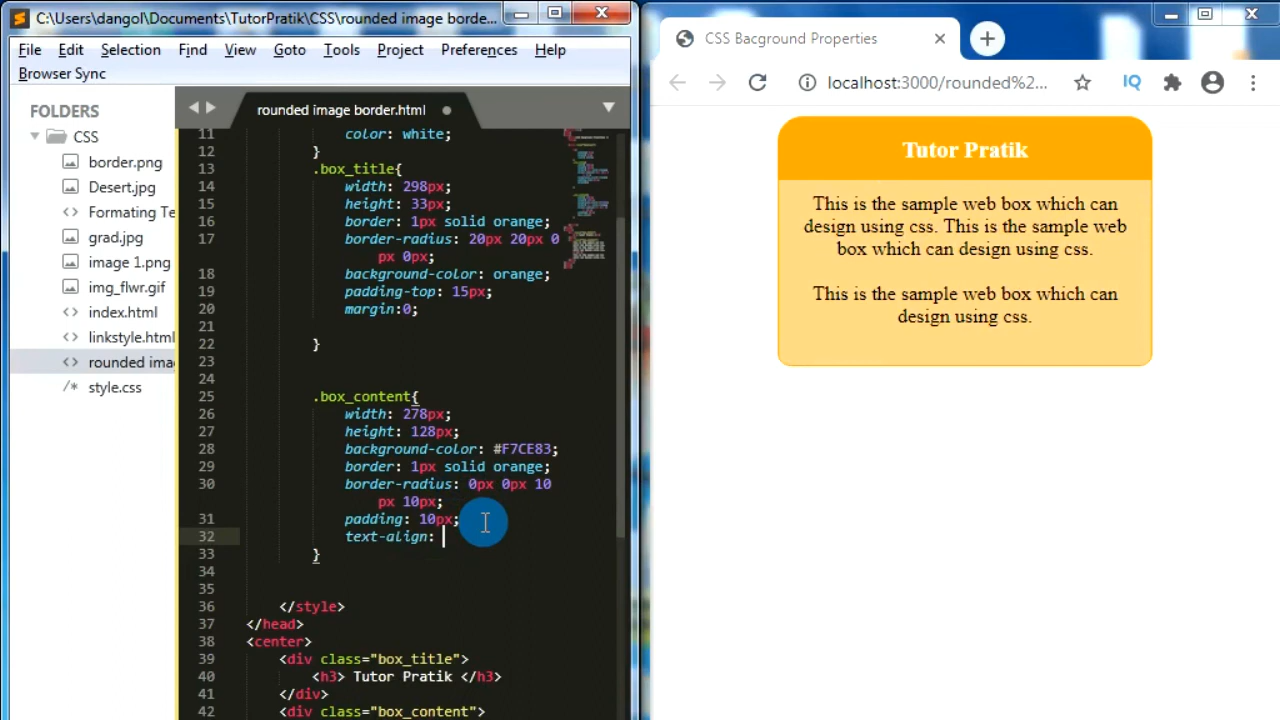 C:\Users\dangol\Documents\TutorPratik\CSS\rounded image borde...
File Edit Selection Find View Goto Tools Project Preferences Help
Browser Sync
FOLDERS
CSS
border.png
Desert.jpg
Formating Te
grad.jpg
image 1.png
img_flwr.gif
index.html
linkstyle.html
rounded ima
style.css
rounded image border.html
11 color: white;
12 }
13 .box_title{
14 width: 298px;
15 height: 33px;
16 border: 1px solid orange;
17 border-radius: 20px 20px 0
px 0px;
18 background-color: orange;
19 padding-top: 15px;
20 margin:0;
21
22 }
23
24
25 .box_content{
26 width: 278px;
27 height: 128px;
28 background-color: #F7CE83;
29 border: 1px solid orange;
30 border-radius: 0px 0px 10
px 10px;
31 padding: 10px;
32 text-align:
33 }
34
35
36 </style>
37 </head>
38 <center>
39 <div class="box_title">
40 <h3> Tutor Pratik </h3>
41 </div>
42 <div class="box_content">
CSS Bacground Properties
localhost:3000/rounded%2...
IQ
Tutor Pratik
This is the sample web box which can
design using css. This is the sample web
box which can design using css.
This is the sample web box which can
design using css.